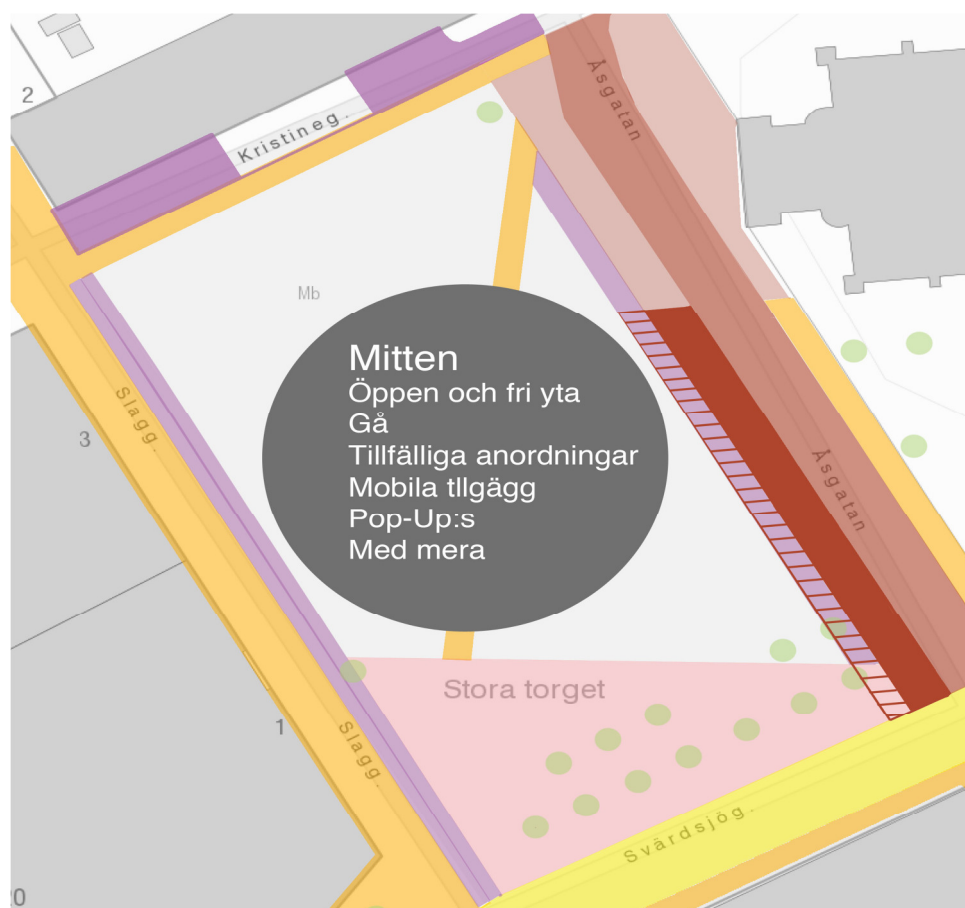 2
Kristineg.
Åsgatan
Mb
Mitten
Öppen och fri yta
Gå
Tillfälliga anordningar
Mobila tllgägg
Pop-Up:s
Med mera
Slagg.
3
Åsgatan
Stora torget
1
Slagg.
Svärdsjög.
20